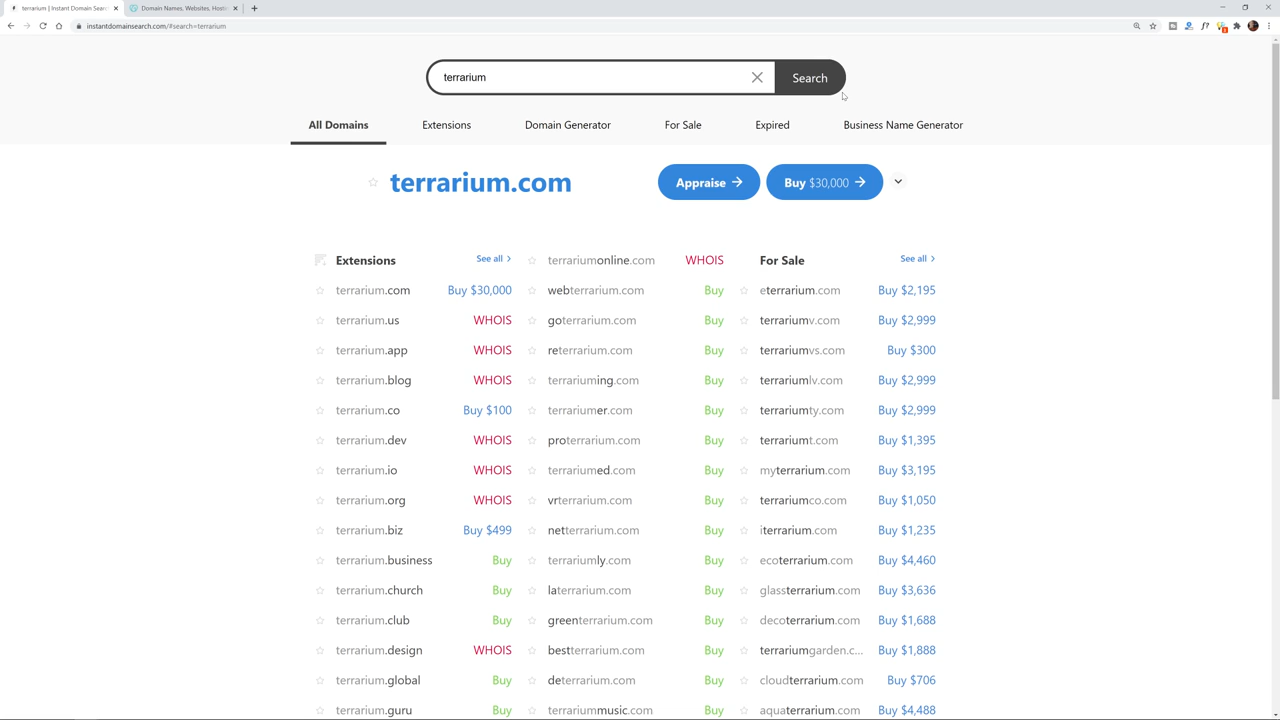 terrarium | Instant Domain Searc
Domain Names, Websites, Hosti
instantdomainsearch.com/#search=terrarium
terrarium
Search
All Domains
Extensions
Domain Generator
For Sale
Expired
Business Name Generator
terrarium.com
Appraise
Buy $30,000
Extensions See all
terrarium.com Buy $30,000
terrarium.us WHOIS
terrarium.app WHOIS
terrarium.blog WHOIS
terrarium.co Buy $100
terrarium.dev WHOIS
terrarium.io WHOIS
terrarium.org WHOIS
terrarium.biz Buy $499
terrarium.business Buy
terrarium.church Buy
terrarium.club Buy
terrarium.design WHOIS
terrarium.global Buy
terrarium.guru Buy
terrariumonline.com WHOIS
webterrarium.com Buy
goterrarium.com Buy
reterrarium.com Buy
terrariuming.com Buy
terrariumer.com Buy
proterrarium.com Buy
terrariumed.com Buy
vrterrarium.com Buy
netterrarium.com Buy
terrariumly.com Buy
laterrarium.com Buy
greenterrarium.com Buy
bestterrarium.com Buy
deterrarium.com Buy
terrariummusic.com Buy
For Sale See all
eterrarium.com Buy $2,195
terrariumv.com Buy $2,999
terrariumvs.com Buy $300
terrariumlv.com Buy $2,999
terrariumty.com Buy $2,999
terrariumt.com Buy $1,395
myterrarium.com Buy $3,195
terrariumco.com Buy $1,050
iterrarium.com Buy $1,235
ecoterrarium.com Buy $4,460
glassterrarium.com Buy $3,636
decoterrarium.com Buy $1,688
terrariumgarden.c... Buy $1,888
cloudterrarium.com Buy $706
aquaterrarium.com Buy $4,488